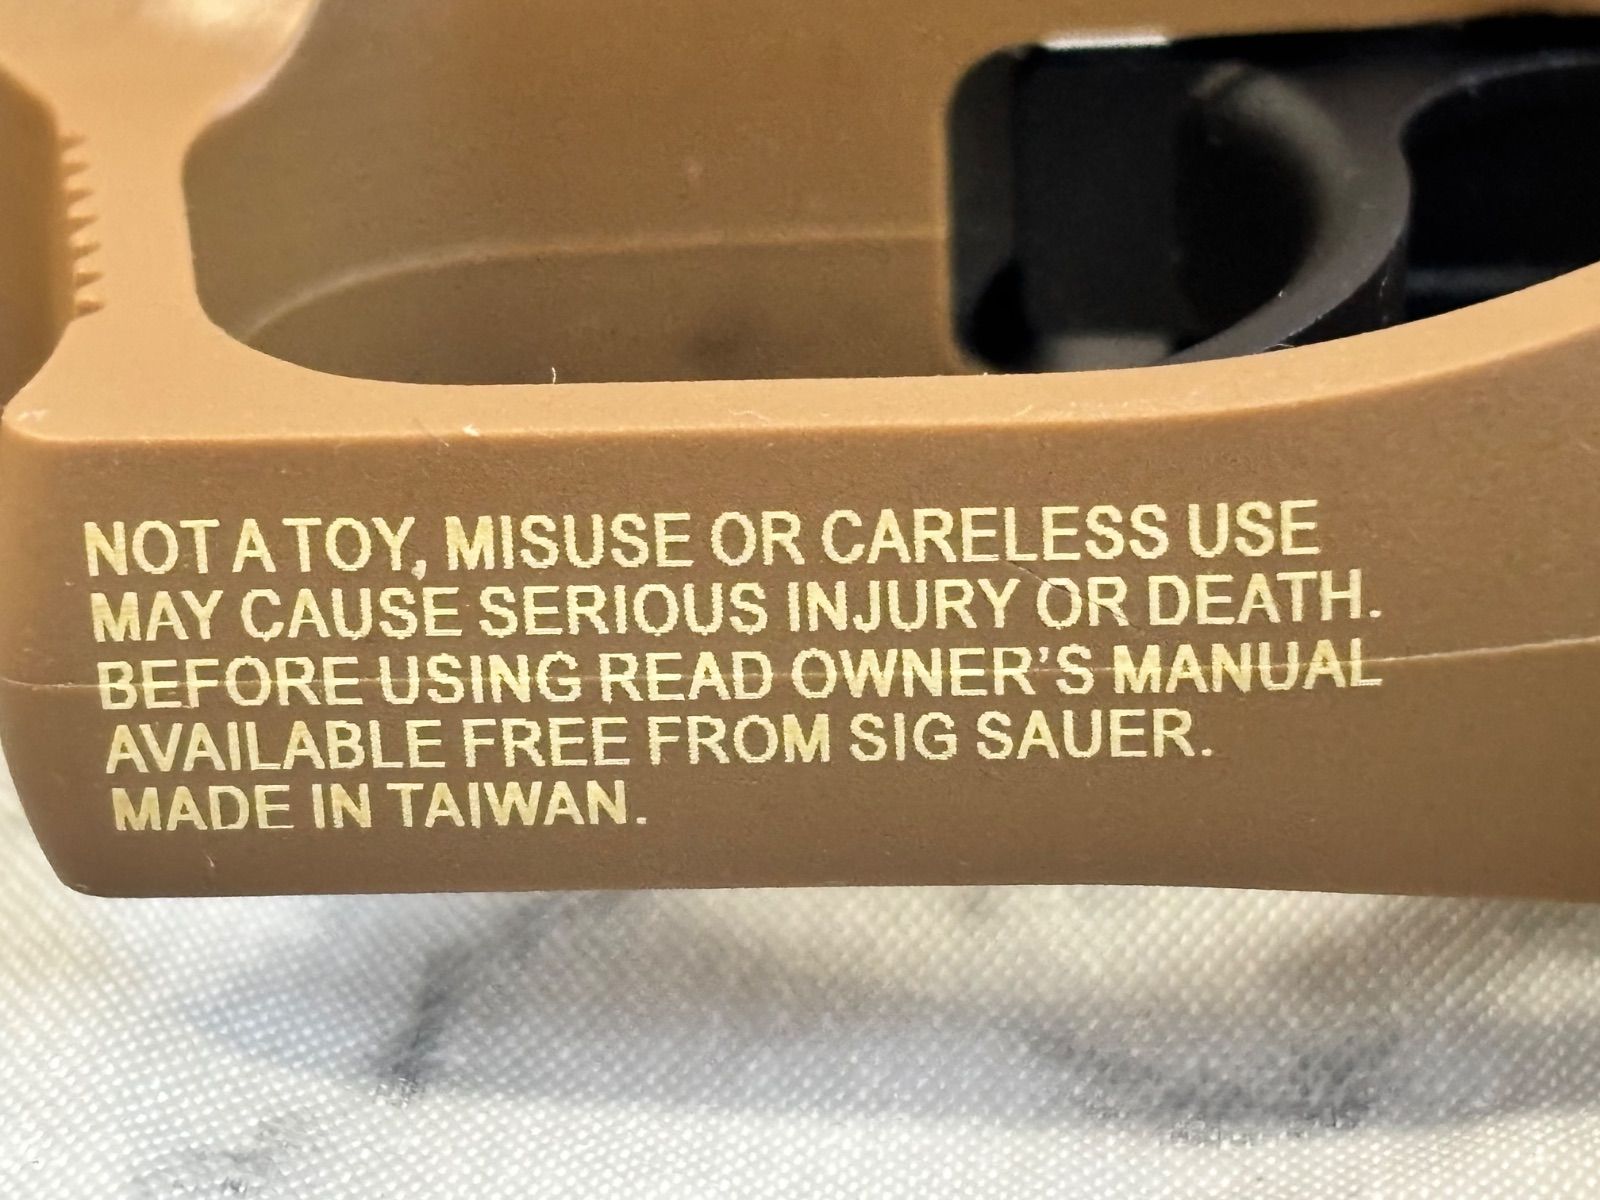 NOT A TOY, MISUSE OR CARELESS USE
MAY CAUSE SERIOUS INJURY OR DEATH.
BEFORE USING READ OWNER'S MANUAL
AVAILABLE FREE FROM SIG SAUER.
MADE IN TAIWAN.